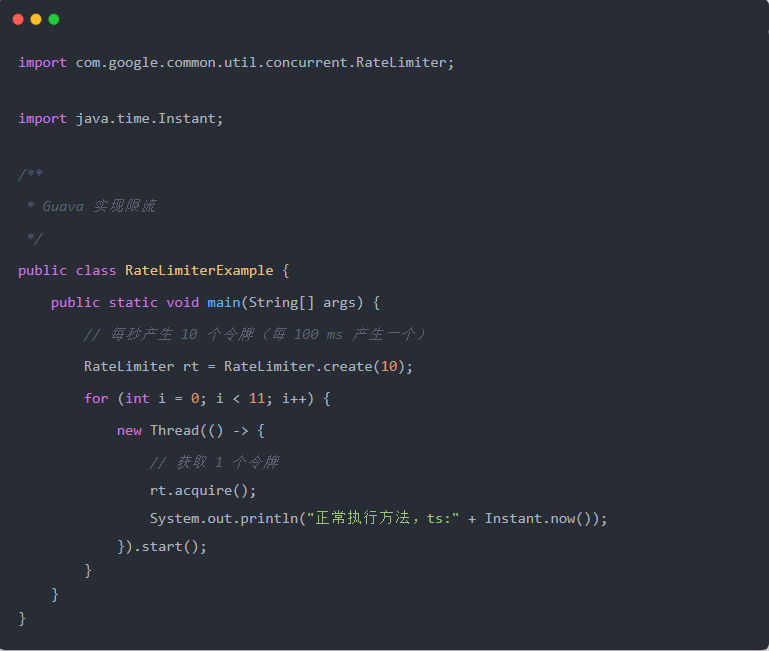 import com.google.common.util.concurrent.RateLimiter;
import java.time.Instant;
/**
 * Guava 实现限流
 */
public class RateLimiterExample {
    public static void main(String[] args) {
        // 每秒产生 10 个令牌（每 100 ms 产生一个）
        RateLimiter rt = RateLimiter.create(10);
        for (int i = 0; i < 11; i++) {
            new Thread(() -> {
                // 获取 1 个令牌
                rt.acquire();
                System.out.println("正常执行方法，ts:" + Instant.now());
            }).start();
        }
    }
}